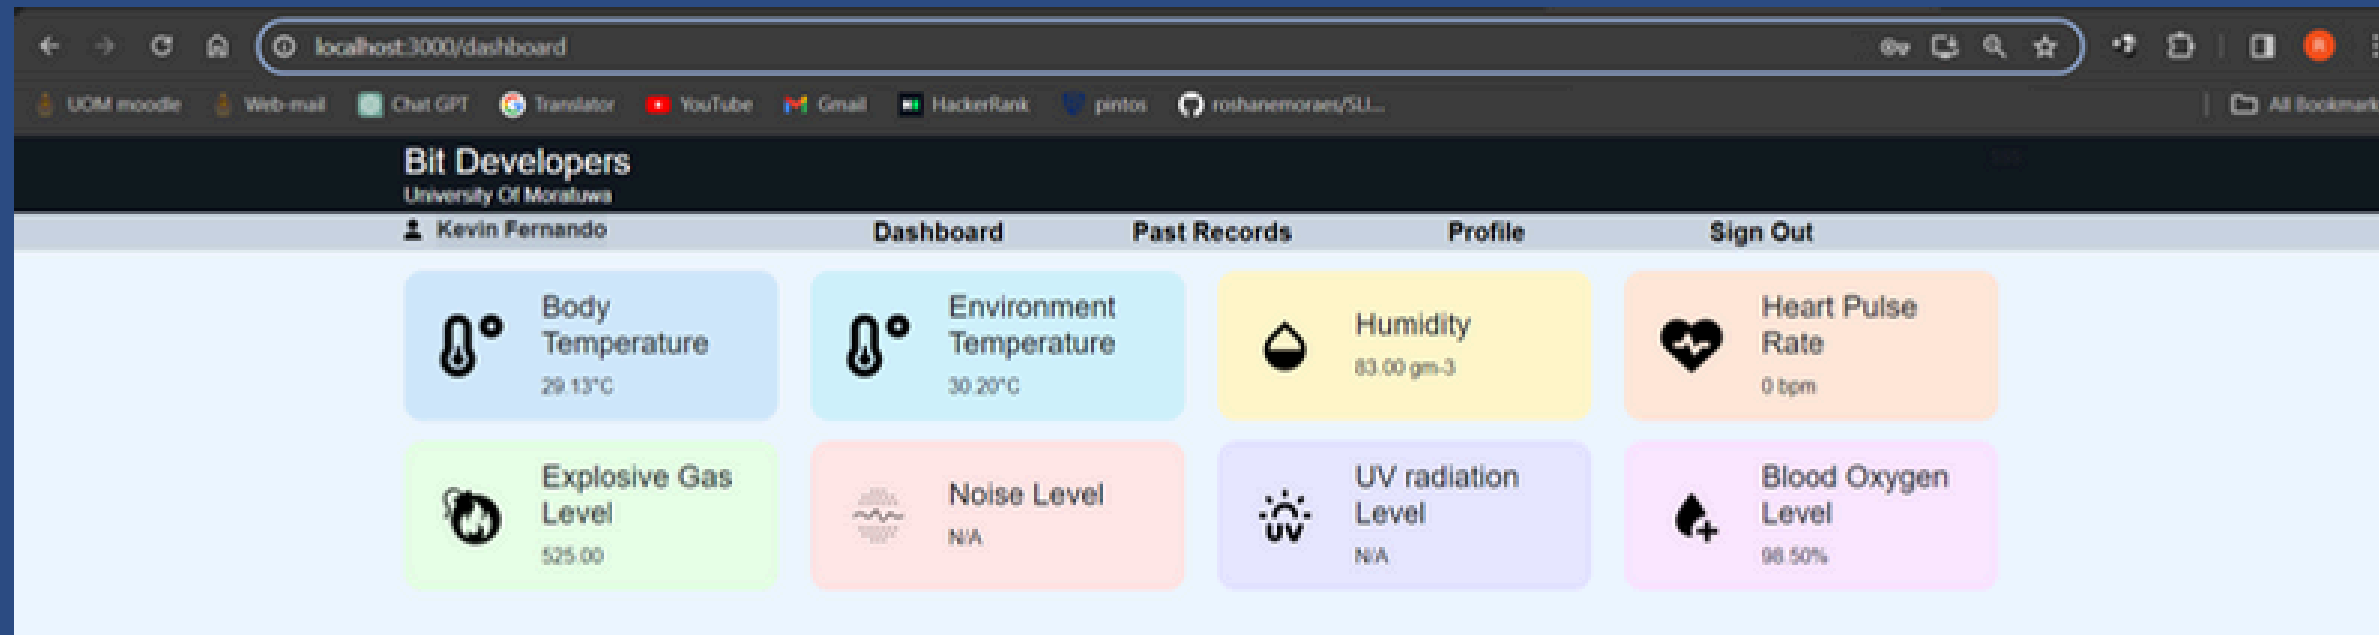 localhost:3000/dashboard
UOM moodle Web-mail Chat GPT Translator YouTube Gmail HackerRank pintos roshanemoraes/SLI... All Bookmark
Bit Developers
University Of Moratuwa
Kevin Fernando Dashboard Past Records Profile Sign Out
Body
Temperature
29.13°C
Environment
Temperature
30.20°C
Humidity
83.00 gm-3
Heart Pulse
Rate
0 bpm
Explosive Gas
Level
525.00
Noise Level
N/A
UV radiation
Level
N/A
UV
Blood Oxygen
Level
98.50%